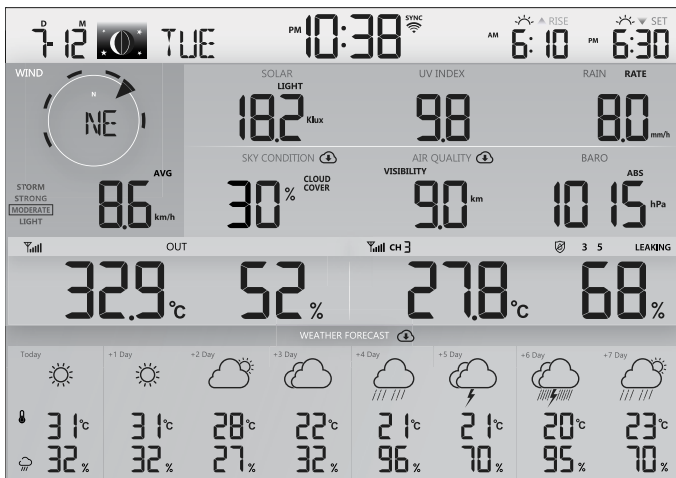 D M
7-12 TUE PM 10:38 SYNC AM 6:10 RISE PM 6:30 SET
WIND
N
NE
STORM
STRONG
MODERATE
LIGHT
AVG
8.6 km/h
SOLAR
LIGHT
18.2 Klux
UV INDEX
9.8
RAIN RATE
8.0 mm/h
SKY CONDITION
30% CLOUD COVER
AIR QUALITY
VISIBILITY
9.0 km
BARO
ABS
1015 hPa
OUT
32.9°C 52%
CH 3 3 5 LEAKING
27.8°C 68%
WEATHER FORECAST
Today +1 Day +2 Day +3 Day +4 Day +5 Day +6 Day +7 Day
31°C 31°C 28°C 22°C 21°C 21°C 20°C 23°C
32% 32% 27% 32% 96% 70% 95% 70%